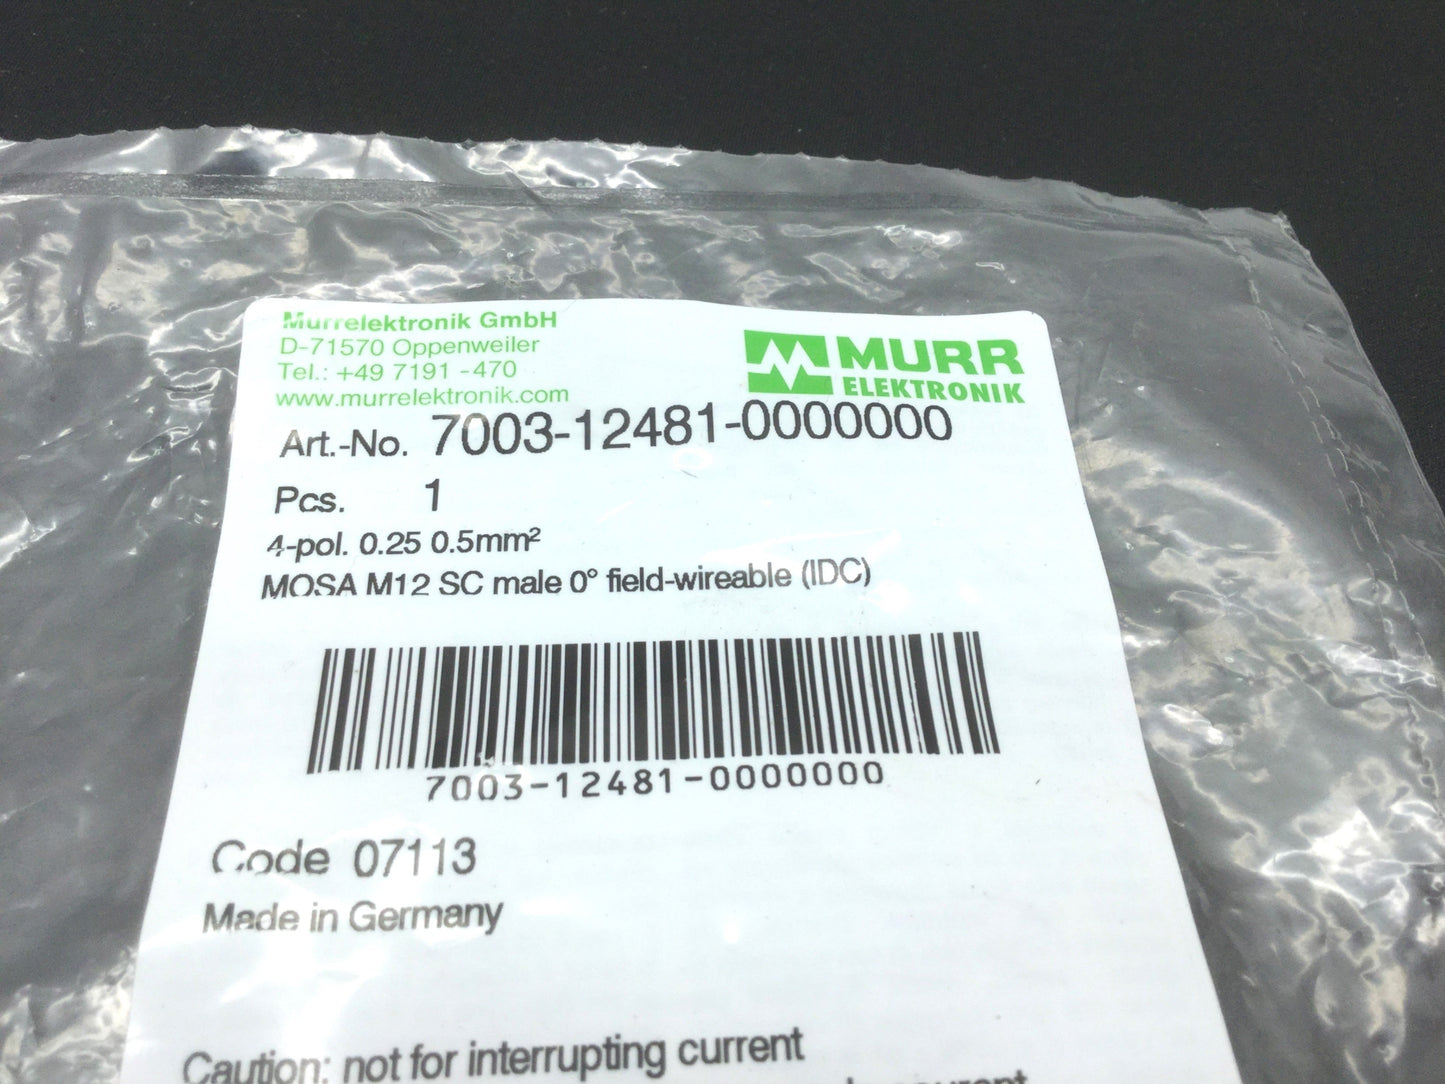 Murrelektronik GmbH
D-71570 Oppenweiler
Tel.: +49 7191 -470
www.murrelektronik.com
MURR
ELEKTRONIK
Art.-No. 7003-12481-0000000
Pcs. 1
4-pol. 0.25 0.5mm²
MOSA M12 SC male 0° field-wireable (IDC)
7003-12481-0000000
Code 07113
Made in Germany
Caution: not for interrupting current